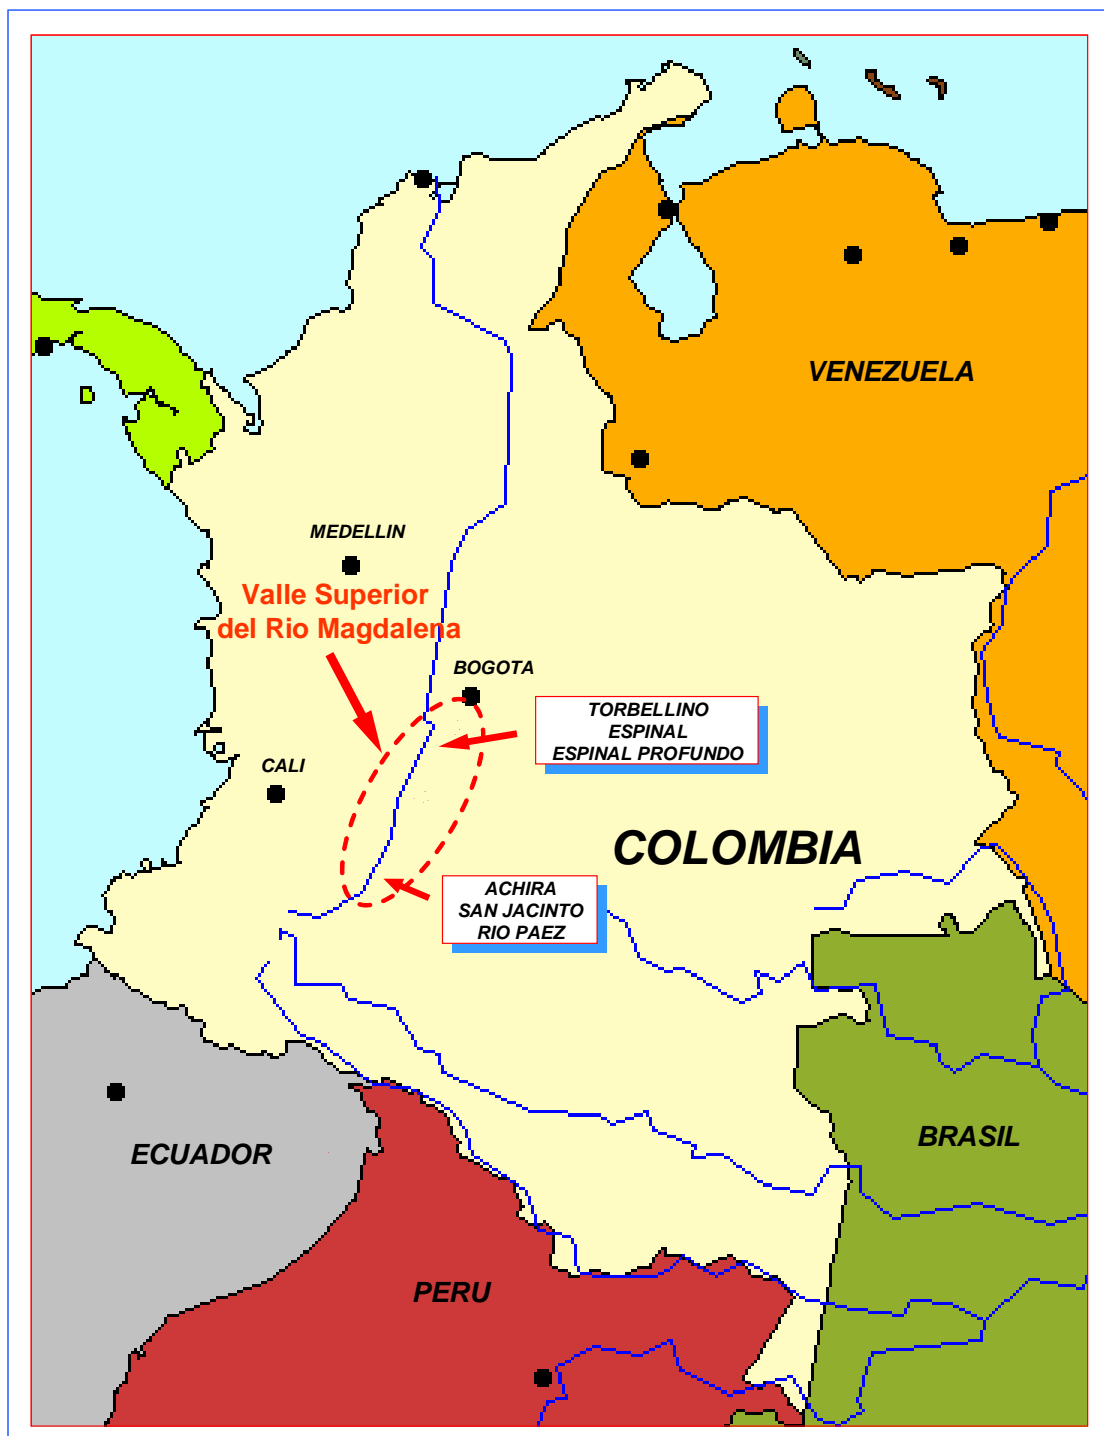 VENEZUELA
MEDELLIN
Valle Superior
del Rio Magdalena
BOGOTA
TORBELLINO
ESPINAL
ESPINAL PROFUNDO
CALI
COLOMBIA
ACHIRA
SAN JACINTO
RIO PAEZ
BRASIL
ECUADOR
PERU